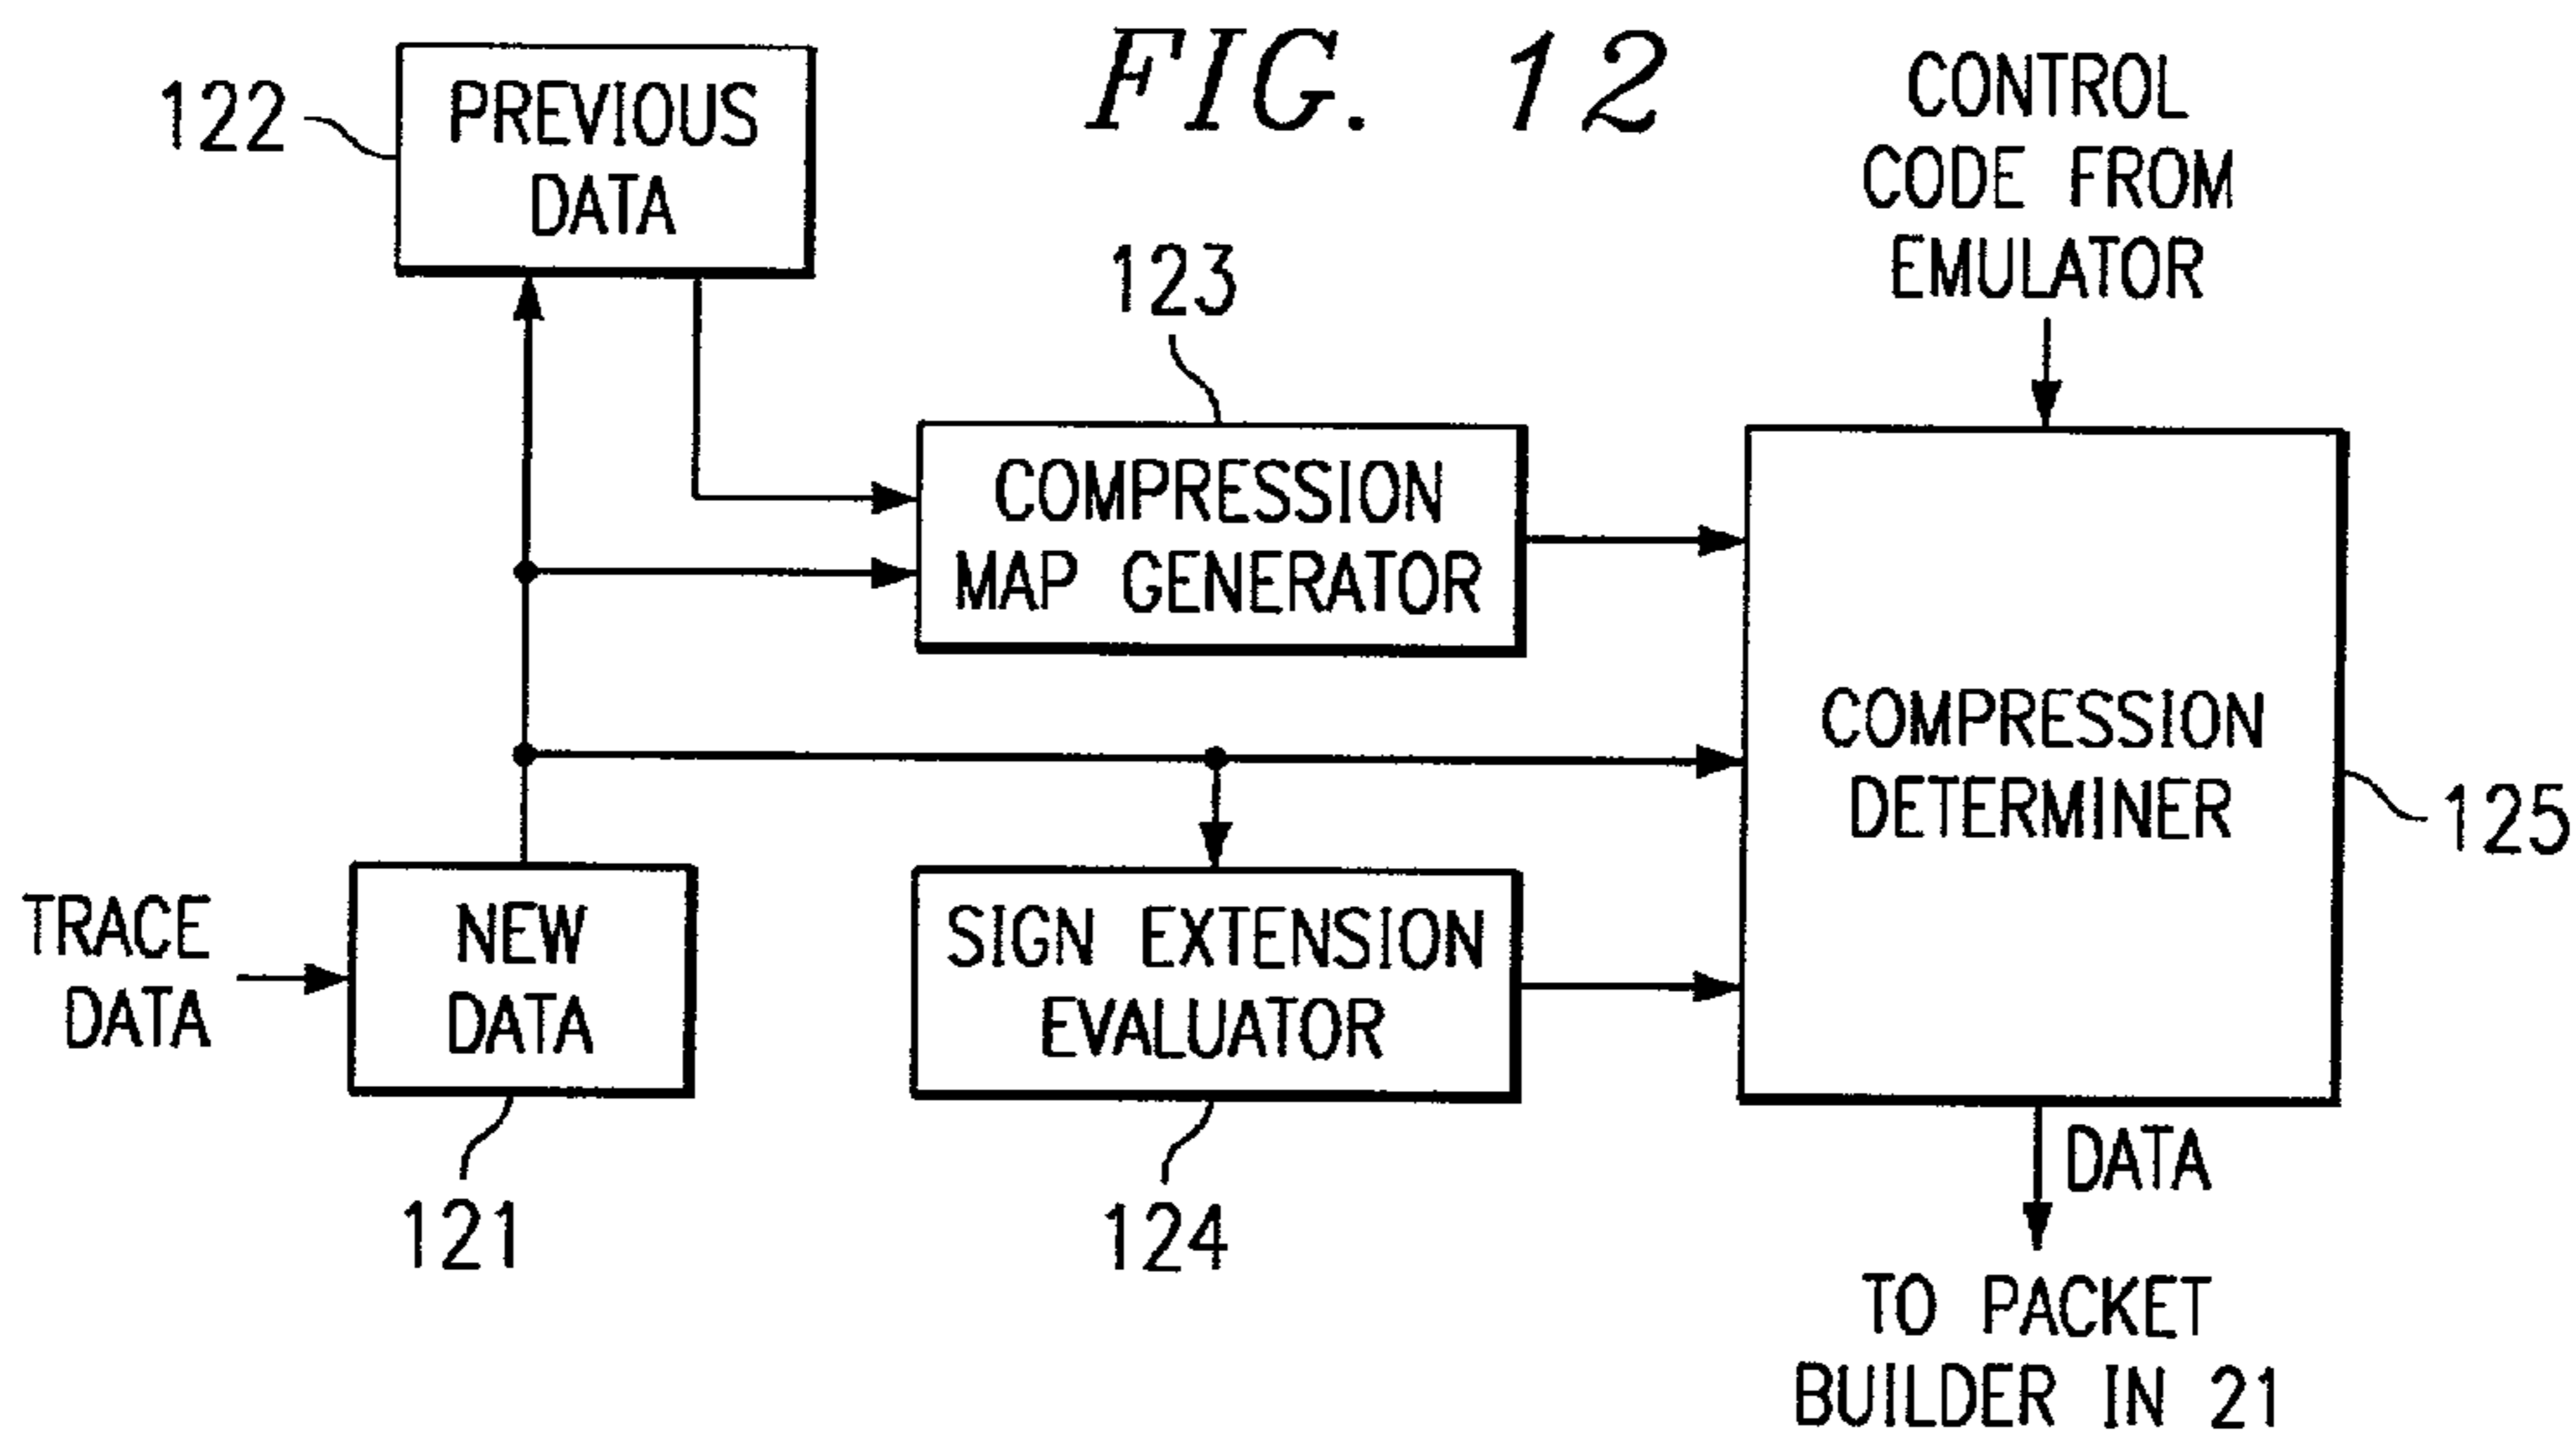 FIG. 12
122
PREVIOUS
DATA
CONTROL
CODE FROM
EMULATOR
123
COMPRESSION
MAP GENERATOR
COMPRESSION
DETERMINER
125
TRACE
DATA
NEW
DATA
121
SIGN EXTENSION
EVALUATOR
124
DATA
TO PACKET
BUILDER IN 21